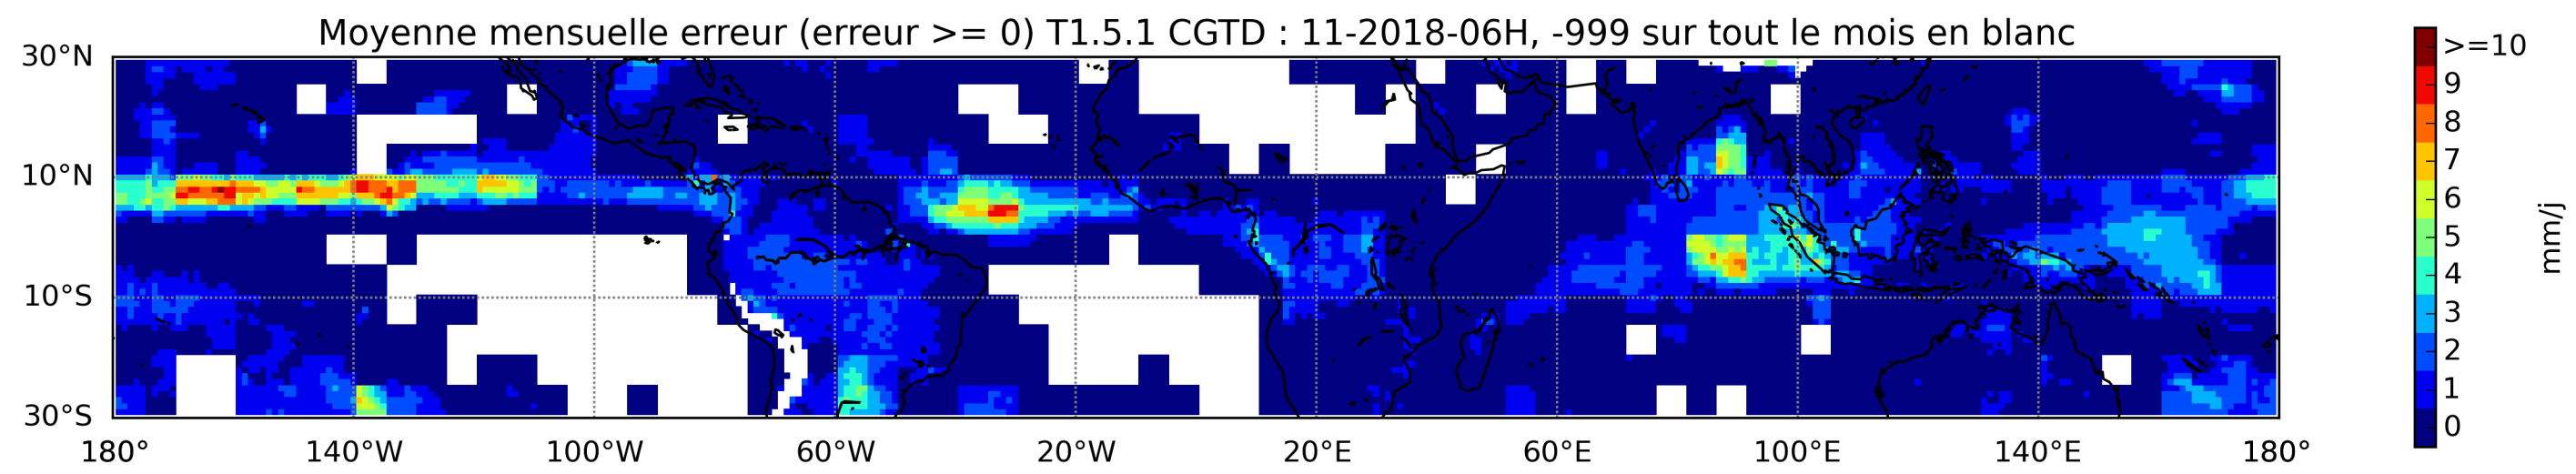 Moyenne mensuelle erreur (erreur >= 0) T1.5.1 CGTD : 11-2018-06H, -999 sur tout le mois en blanc
30°N
10°N
10°S
30°S
180°
140°W
100°W
60°W
20°W
20°E
60°E
100°E
140°E
180°
>=10
9
8
7
6
5
4
3
2
1
0
mm/j